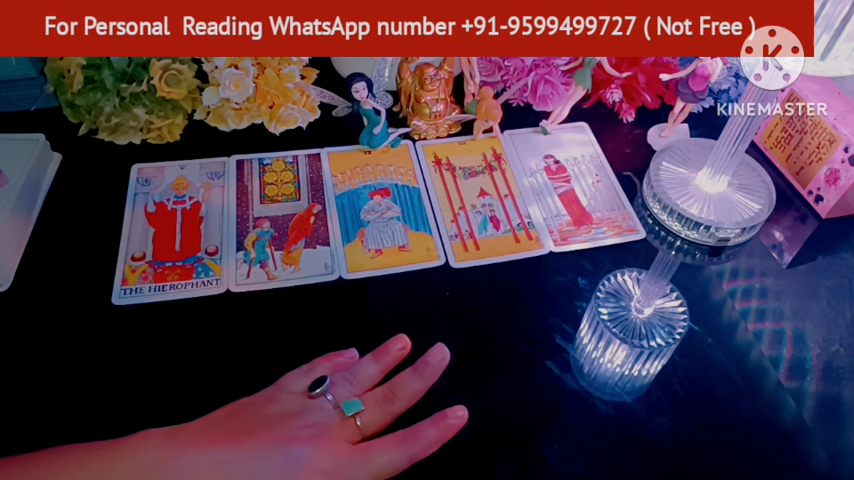 For Personal Reading WhatsApp number +91-9599499727 ( Not Free )
KINEMASTER
THE HIEROPHANT